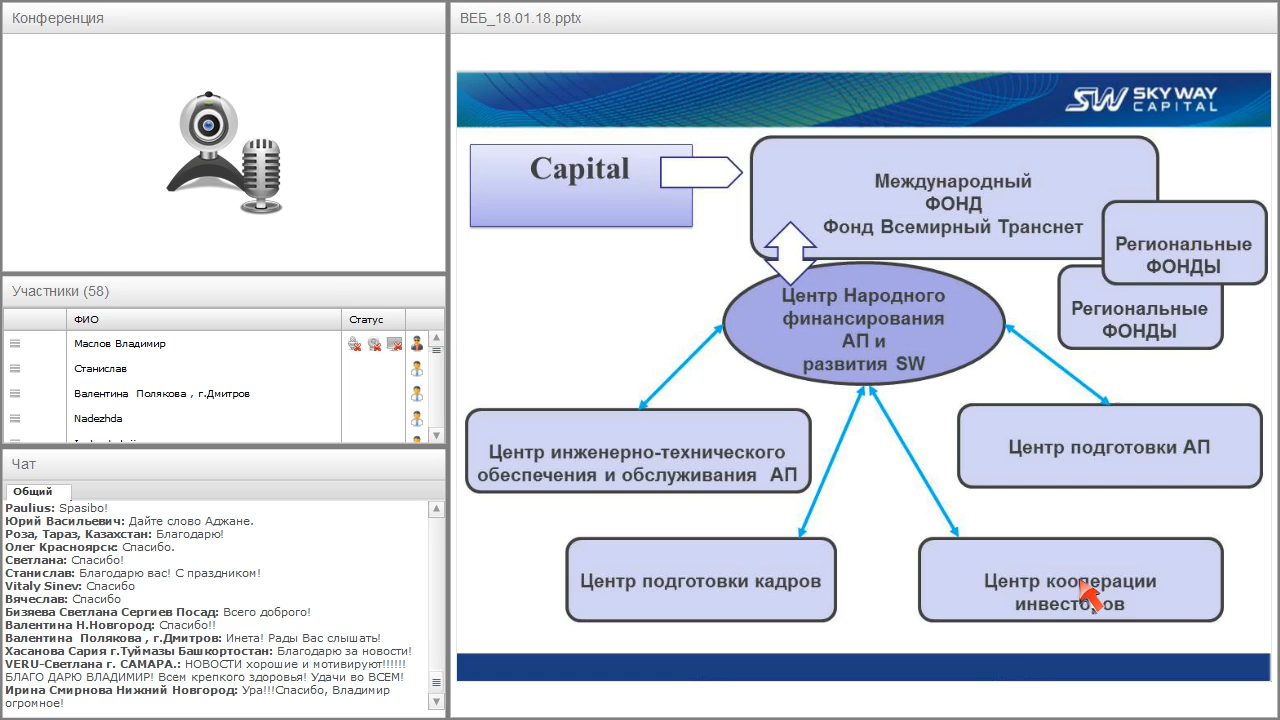 Конференция
Участники (58)
ФИО
Статус
Маслов Владимир
Станислав
Валентина Полякова , г.Дмитров
Nadezhda
Чат
Общий
Paulius: Spasibo!
Юрий Васильевич: Дайте слово Аджане.
Роза, Тараз, Казахстан: Благодарю!
Олег Красноярск: Спасибо.
Светлана: Спасибо!
Станислав: Благодарю вас! С праздником!
Vitaly Sinev: Спасибо
Вячеслав: Спасибо
Бизяева Светлана Сергиев Посад: Всего доброго!
Валентина Н.Новгород: Спасибо!!
Валентина Полякова , г.Дмитров: Инета! Рады Вас слышать!
Хасанова Сария г.Туймазы Башкортостан: Благодарю за новости!
VERU-Светлана г. САМАРА.: НОВОСТИ хорошие и мотивируют!!!!!!
БЛАГО ДАРЮ ВЛАДИМИР! Всем крепкого здоровья! Удачи во ВСЕМ!
Ирина Смирнова Нижний Новгород: Ура!!!Спасибо, Владимир
огромное!
ВЕБ_18.01.18.pptx
SW SKY WAY
CAPITAL
Capital
Международный
ФОНД
Фонд Всемирный Транснет
Региональные
ФОНДЫ
Региональные
ФОНДЫ
Центр Народного
финансирования
АП и
развития SW
Центр инженерно-технического
обеспечения и обслуживания АП
Центр подготовки АП
Центр подготовки кадров
Центр кооперации
инвесторов